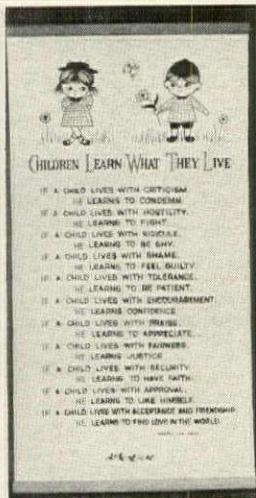 CHILDREN LEARN WHAT THEY LIVE
IF A CHILD LIVES WITH CRITICISM
HE LEARNS TO CONDEMN.
IF A CHILD LIVES WITH HOSTILITY,
HE LEARNS TO FIGHT.
IF A CHILD LIVES WITH RIDICULE,
HE LEARNS TO BE SHY.
IF A CHILD LIVES WITH SHAME,
HE LEARNS TO FEEL GUILTY.
IF A CHILD LIVES WITH TOLERANCE,
HE LEARNS TO BE PATIENT.
IF A CHILD LIVES WITH ENCOURAGEMENT
HE LEARNS CONFIDENCE
IF A CHILD LIVES WITH PRAISE,
HE LEARNS TO APPRECIATE.
IF A CHILD LIVES WITH FAIRNESS,
HE LEARNS JUSTICE
IF A CHILD LIVES WITH SECURITY
HE LEARNS TO HAVE FAITH.
IF A CHILD LIVES WITH APPROVAL,
HE LEARNS TO LIKE HIMSELF.
IF A CHILD LIVES WITH ACCEPTANCE AND FRIENDSHIP
HE LEARNS TO FIND LOVE IN THE WORLD.